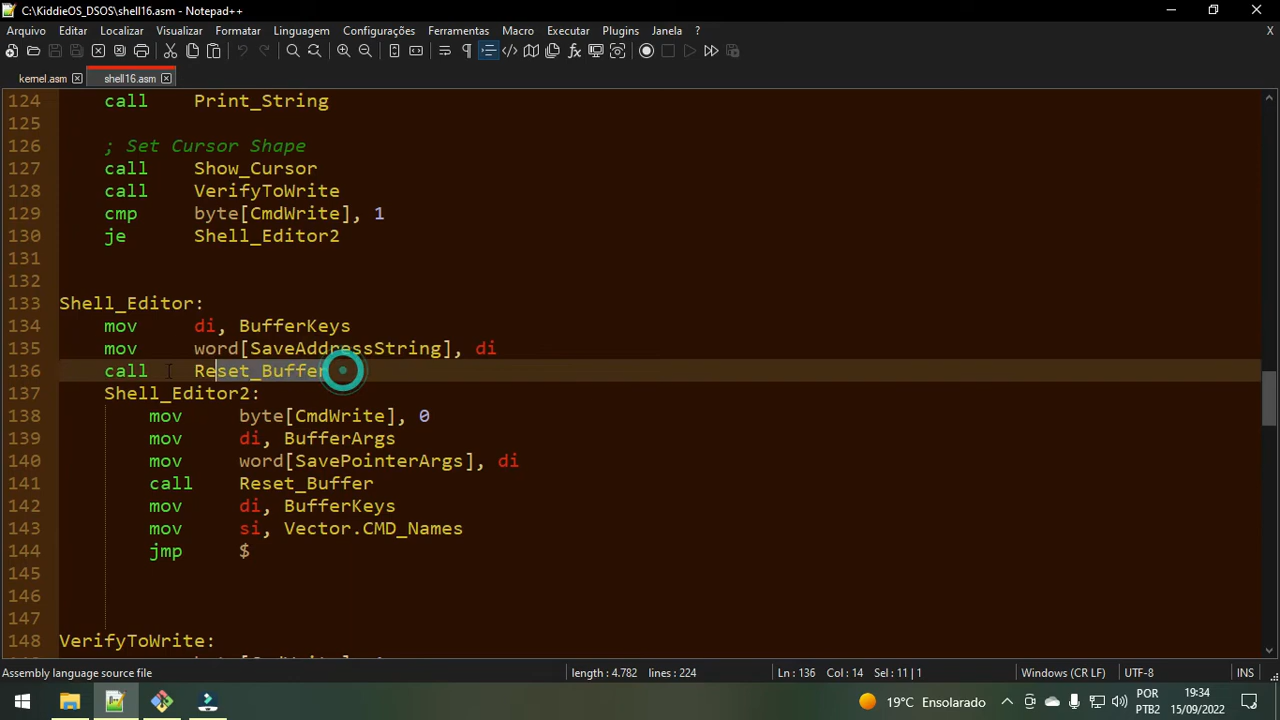 C:\KiddieOS_DSOS\shell16.asm - Notepad++
Arquivo Editar Localizar Visualizar Formatar Linguagem Configurações Ferramentas Macro Executar Plugins Janela ? X
kernel.asm shell16.asm
124 call Print_String
125
126 ; Set Cursor Shape
127 call Show_Cursor
128 call VerifyToWrite
129 cmp byte[CmdWrite], 1
130 je Shell_Editor2
131
132
133 Shell_Editor:
134 mov di, BufferKeys
135 mov word[SaveAddressString], di
136 call Reset_Buffer
137 Shell_Editor2:
138 mov byte[CmdWrite], 0
139 mov di, BufferArgs
140 mov word[SavePointerArgs], di
141 call Reset_Buffer
142 mov di, BufferKeys
143 mov si, Vector.CMD_Names
144 jmp $
145
146
147
148 VerifyToWrite:
Assembly language source file length : 4.782 lines : 224 Ln : 136 Col : 14 Sel : 11 | 1 Windows (CR LF) UTF-8 INS
19°C Ensolarado POR 19:34
PTB2 15/09/2022